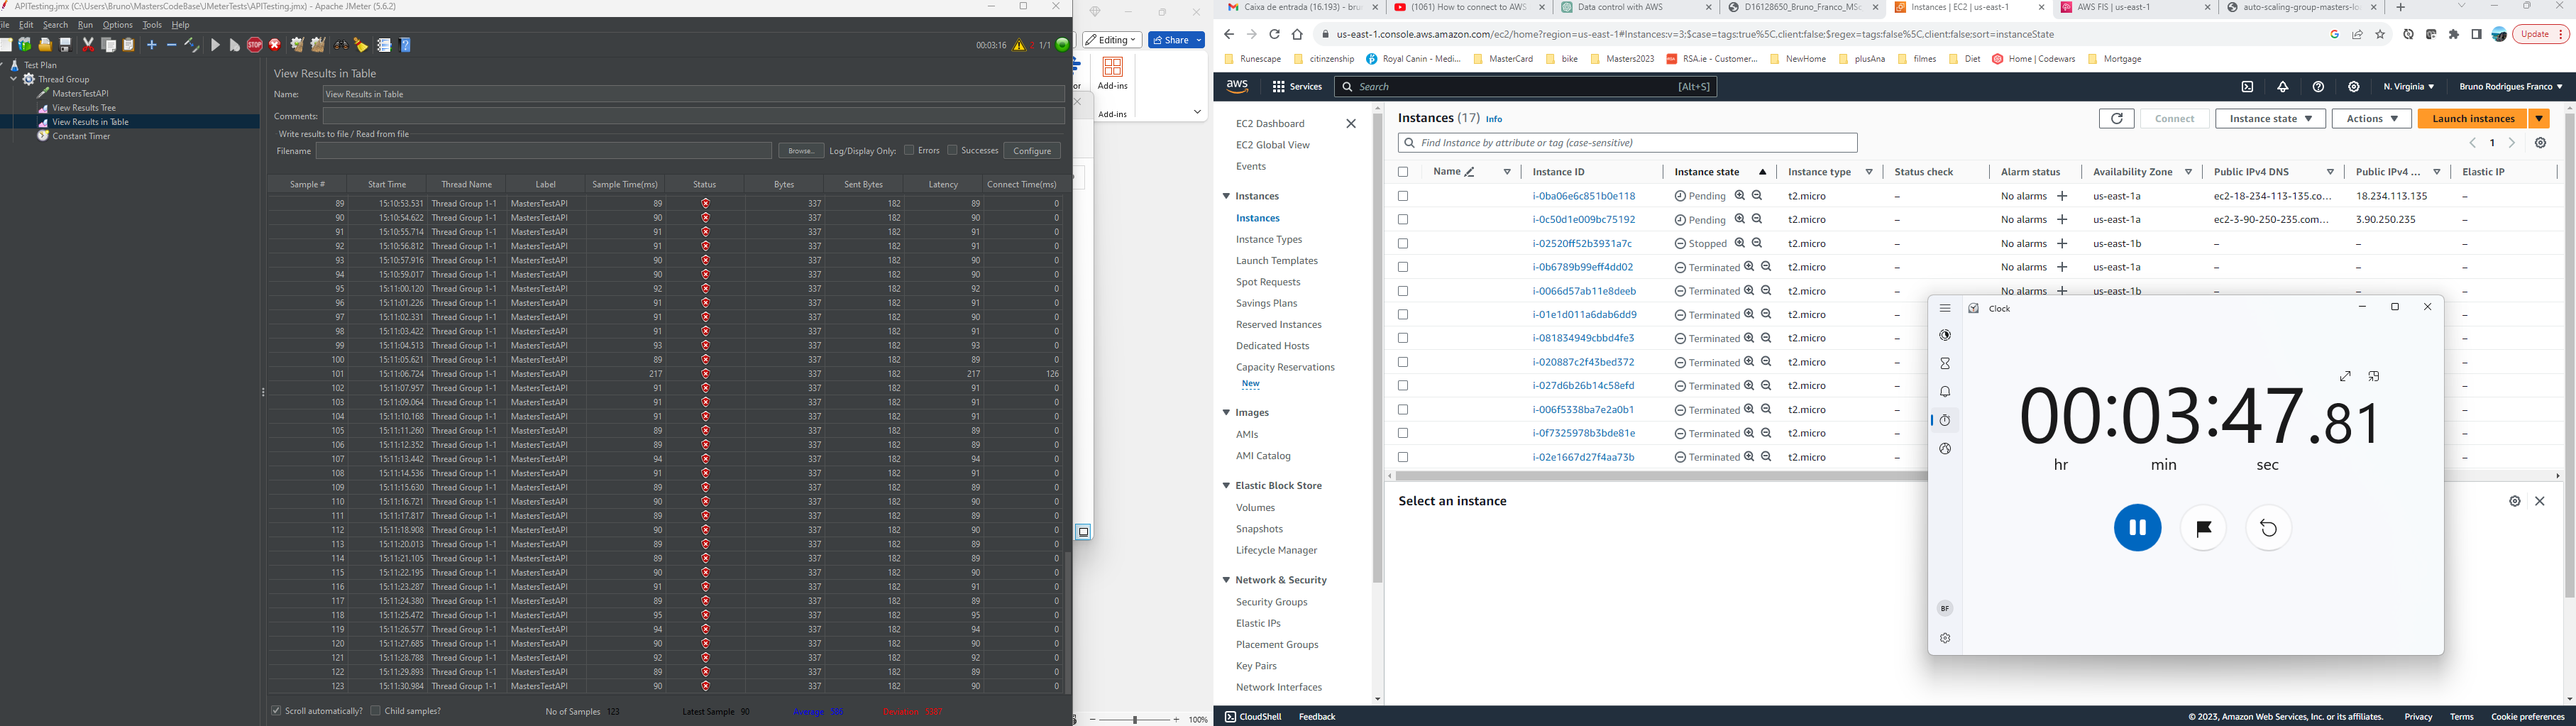 APITesting.jmx (C:\Users\Bruno\MastersCodeBase\JMeterTests\APITesting.jmx) - Apache JMeter (5.6.2)
Edit Search Run Options Tools Help
00:03:16 1/1
Test Plan
Thread Group
MastersTestAPI
View Results Tree
View Results in Table
Constant Timer
View Results in Table
Name: View Results in Table
Comments:
Write results to file / Read from file
Filename Browse... Log/Display Only: Errors Successes Configure
Sample # Start Time Thread Name Label Sample Time(ms) Status Bytes Sent Bytes Latency Connect Time(ms)
89 15:10:53.531 Thread Group 1-1 MastersTestAPI 89 337 182 89 0
90 15:10:54.622 Thread Group 1-1 MastersTestAPI 90 337 182 90 0
91 15:10:55.714 Thread Group 1-1 MastersTestAPI 91 337 182 91 0
92 15:10:56.812 Thread Group 1-1 MastersTestAPI 91 337 182 91 0
93 15:10:57.916 Thread Group 1-1 MastersTestAPI 90 337 182 90 0
94 15:10:59.017 Thread Group 1-1 MastersTestAPI 90 337 182 90 0
95 15:11:00.120 Thread Group 1-1 MastersTestAPI 92 337 182 92 0
96 15:11:01.226 Thread Group 1-1 MastersTestAPI 91 337 182 91 0
97 15:11:02.331 Thread Group 1-1 MastersTestAPI 91 337 182 90 0
98 15:11:03.422 Thread Group 1-1 MastersTestAPI 91 337 182 91 0
99 15:11:04.513 Thread Group 1-1 MastersTestAPI 93 337 182 93 0
100 15:11:05.621 Thread Group 1-1 MastersTestAPI 89 337 182 89 0
101 15:11:06.724 Thread Group 1-1 MastersTestAPI 217 337 182 217 126
102 15:11:07.957 Thread Group 1-1 MastersTestAPI 91 337 182 91 0
103 15:11:09.064 Thread Group 1-1 MastersTestAPI 91 337 182 91 0
104 15:11:10.168 Thread Group 1-1 MastersTestAPI 91 337 182 91 0
105 15:11:11.260 Thread Group 1-1 MastersTestAPI 89 337 182 89 0
106 15:11:12.352 Thread Group 1-1 MastersTestAPI 89 337 182 89 0
107 15:11:13.442 Thread Group 1-1 MastersTestAPI 94 337 182 94 0
108 15:11:14.536 Thread Group 1-1 MastersTestAPI 91 337 182 91 0
109 15:11:15.630 Thread Group 1-1 MastersTestAPI 89 337 182 89 0
110 15:11:16.721 Thread Group 1-1 MastersTestAPI 90 337 182 90 0
111 15:11:17.817 Thread Group 1-1 MastersTestAPI 89 337 182 89 0
112 15:11:18.908 Thread Group 1-1 MastersTestAPI 90 337 182 90 0
113 15:11:20.013 Thread Group 1-1 MastersTestAPI 89 337 182 89 0
114 15:11:21.105 Thread Group 1-1 MastersTestAPI 89 337 182 89 0
115 15:11:22.195 Thread Group 1-1 MastersTestAPI 90 337 182 90 0
116 15:11:23.287 Thread Group 1-1 MastersTestAPI 91 337 182 91 0
117 15:11:24.380 Thread Group 1-1 MastersTestAPI 89 337 182 89 0
118 15:11:25.472 Thread Group 1-1 MastersTestAPI 95 337 182 95 0
119 15:11:26.577 Thread Group 1-1 MastersTestAPI 94 337 182 94 0
120 15:11:27.685 Thread Group 1-1 MastersTestAPI 90 337 182 90 0
121 15:11:28.788 Thread Group 1-1 MastersTestAPI 92 337 182 92 0
122 15:11:29.893 Thread Group 1-1 MastersTestAPI 89 337 182 89 0
123 15:11:30.984 Thread Group 1-1 MastersTestAPI 90 337 182 90 0
Scroll automatically? Child samples? No of Samples 123 Latest Sample 90 Average Deviation
Editing Share
Add-ins
Add-ins
100%
Caixa de entrada (16.193) - bru (1061) How to connect to AWS Data control with AWS D16128650_Bruno_Franco_MSc Instances | EC2 | us-east-1 AWS FIS | us-east-1 auto-scaling-group-masters-lo
us-east-1.console.aws.amazon.com/ec2/home?region=us-east-1#Instances:v=3;$case=tags:true%5C,client:false;$regex=tags:false%5C,client:false;sort=instanceState Update
Runescape citinzenship Royal Canin - Medi... MasterCard bike Masters2023 RSA.ie - Customer... NewHome plusAna filmes Diet Home | Codewars Mortgage
aws Services Search [Alt+S] N. Virginia Bruno Rodrigues Franco
EC2 Dashboard
EC2 Global View
Events
Instances
Instances
Instance Types
Launch Templates
Spot Requests
Savings Plans
Reserved Instances
Dedicated Hosts
Capacity Reservations
New
Images
AMIs
AMI Catalog
Elastic Block Store
Volumes
Snapshots
Lifecycle Manager
Network & Security
Security Groups
Elastic IPs
Placement Groups
Key Pairs
Network Interfaces
Instances (17) Info Connect Instance state Actions Launch instances
Find Instance by attribute or tag (case-sensitive) 1
Name Instance ID Instance state Instance type Status check Alarm status Availability Zone Public IPv4 DNS Public IPv4 ... Elastic IP
i-0ba06e6c851b0e118 Pending t2.micro – No alarms + us-east-1a ec2-18-234-113-135.co... 18.234.113.135 –
i-0c50d1e009bc75192 Pending t2.micro – No alarms + us-east-1a ec2-3-90-250-235.com... 3.90.250.235 –
i-02520ff52b3931a7c Stopped t2.micro – No alarms + us-east-1b – – –
i-0b6789b99eff4dd02 Terminated t2.micro – No alarms + us-east-1a – – –
i-0066d57ab11e8deeb Terminated t2.micro – No alarms + us-east-1b – – –
i-01e1d011a6dab6dd9 Terminated t2.micro – –
i-081834949cbbd4fe3 Terminated t2.micro – –
i-020887c2f43bed372 Terminated t2.micro – –
i-027d6b26b14c58efd Terminated t2.micro – –
i-006f5338ba7e2a0b1 Terminated t2.micro – –
i-0f7325978b3bde81e Terminated t2.micro – –
i-02e1667d27f4aa73b Terminated t2.micro – –
Select an instance
Clock
00:03:47.81
hr min sec
BF
CloudShell Feedback © 2023, Amazon Web Services, Inc. or its affiliates. Privacy Terms Cookie preferences